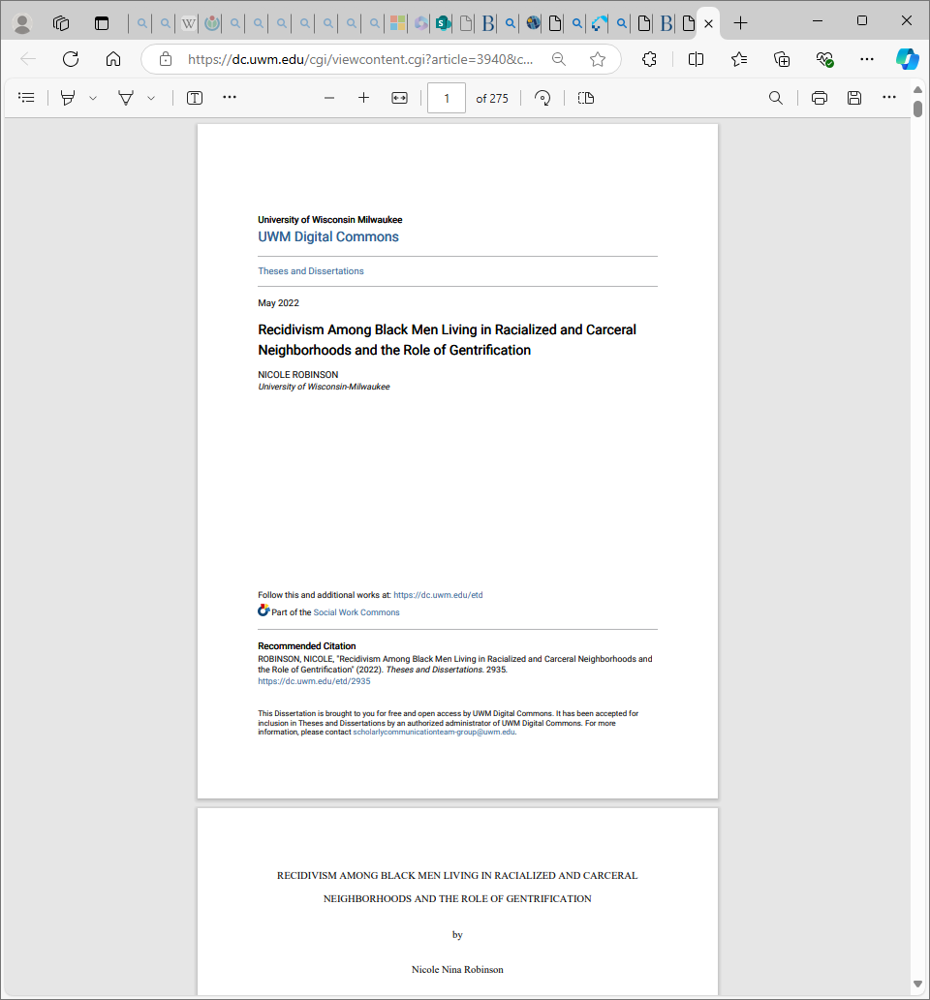 https://dc.uwm.edu/cgi/viewcontent.cgi?article=3940&c...
1 of 275
University of Wisconsin Milwaukee
UWM Digital Commons
Theses and Dissertations
May 2022
Recidivism Among Black Men Living in Racialized and Carceral
Neighborhoods and the Role of Gentrification
NICOLE ROBINSON
University of Wisconsin-Milwaukee
Follow this and additional works at: https://dc.uwm.edu/etd
Part of the Social Work Commons
Recommended Citation
ROBINSON, NICOLE, "Recidivism Among Black Men Living in Racialized and Carceral Neighborhoods and
the Role of Gentrification" (2022). Theses and Dissertations. 2935.
https://dc.uwm.edu/etd/2935
This Dissertation is brought to you for free and open access by UWM Digital Commons. It has been accepted for
inclusion in Theses and Dissertations by an authorized administrator of UWM Digital Commons. For more
information, please contact scholarlycommunicationteam-group@uwm.edu.
RECIDIVISM AMONG BLACK MEN LIVING IN RACIALIZED AND CARCERAL
NEIGHBORHOODS AND THE ROLE OF GENTRIFICATION
by
Nicole Nina Robinson